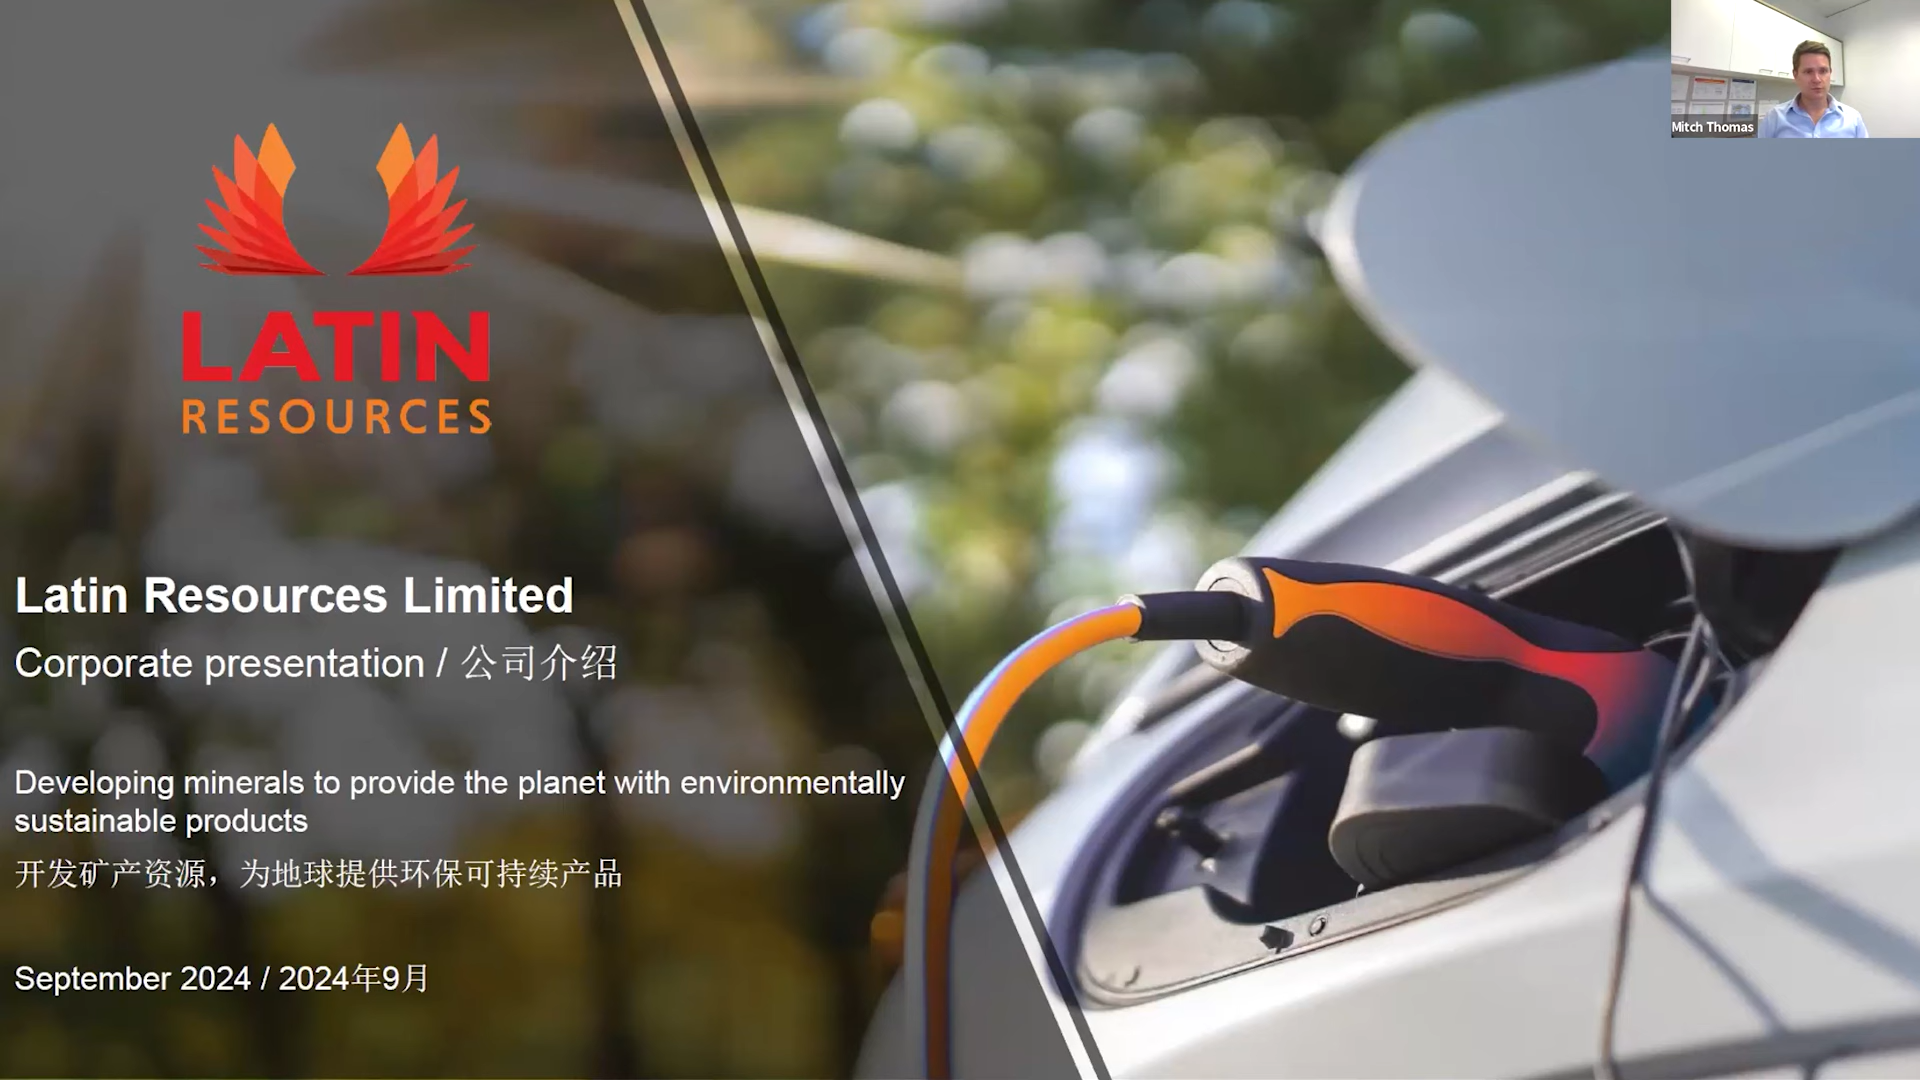 Mitch Thomas
LATIN
RESOURCES
Latin Resources Limited
Corporate presentation / 公司介绍
Developing minerals to provide the planet with environmentally
sustainable products
开发矿产资源，为地球提供环保可持续产品
September 2024 / 2024年9月